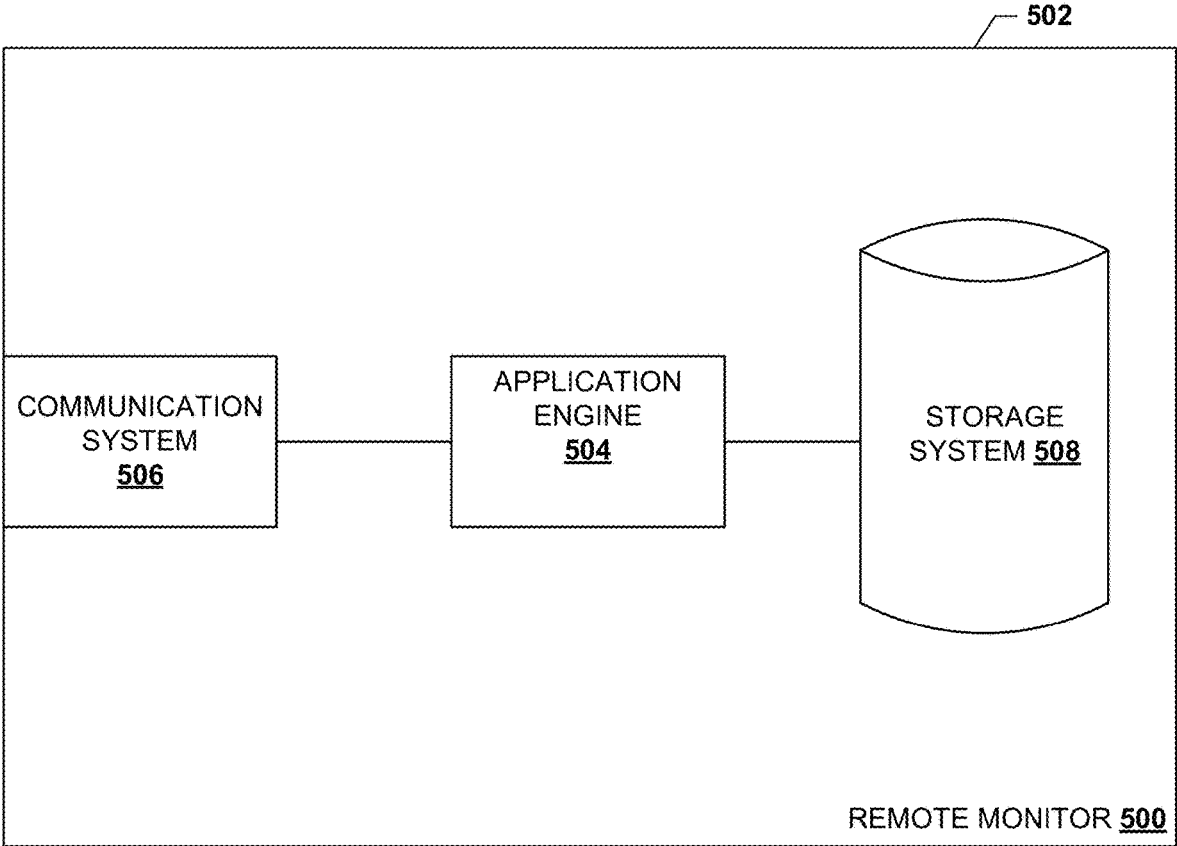 502
COMMUNICATION
SYSTEM
506
APPLICATION
ENGINE
504
STORAGE
SYSTEM 508
REMOTE MONITOR 500